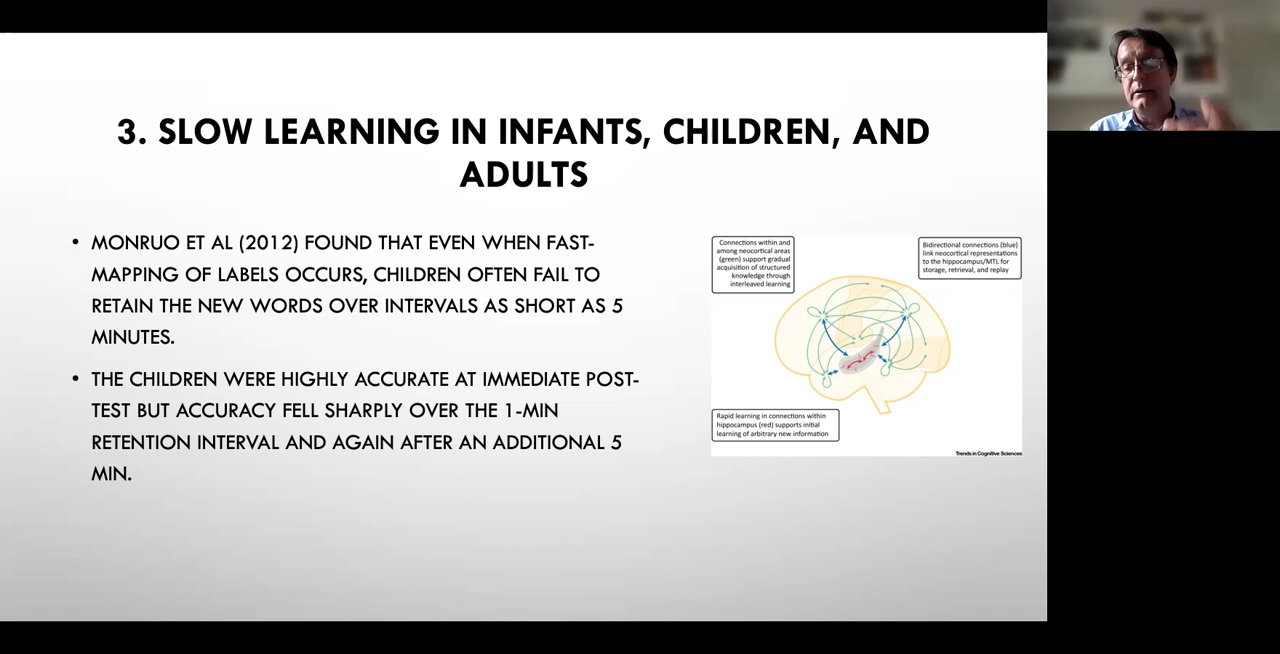 3. SLOW LEARNING IN INFANTS, CHILDREN, AND
ADULTS
• MONRUO ET AL (2012) FOUND THAT EVEN WHEN FAST-
MAPPING OF LABELS OCCURS, CHILDREN OFTEN FAIL TO
RETAIN THE NEW WORDS OVER INTERVALS AS SHORT AS 5
MINUTES.
• THE CHILDREN WERE HIGHLY ACCURATE AT IMMEDIATE POST-
TEST BUT ACCURACY FELL SHARPLY OVER THE 1-MIN
RETENTION INTERVAL AND AGAIN AFTER AN ADDITIONAL 5
MIN.
Connections within and
among neocortical areas
(green) support gradual
acquisition of structured
knowledge through
interleaved learning
Bidirectional connections (blue)
link neocortical representations
to the hippocampus/MTL for
storage, retrieval, and replay
Rapid learning in connections within
hippocampus (red) supports initial
learning of arbitrary new information
Trends in Cognitive Sciences